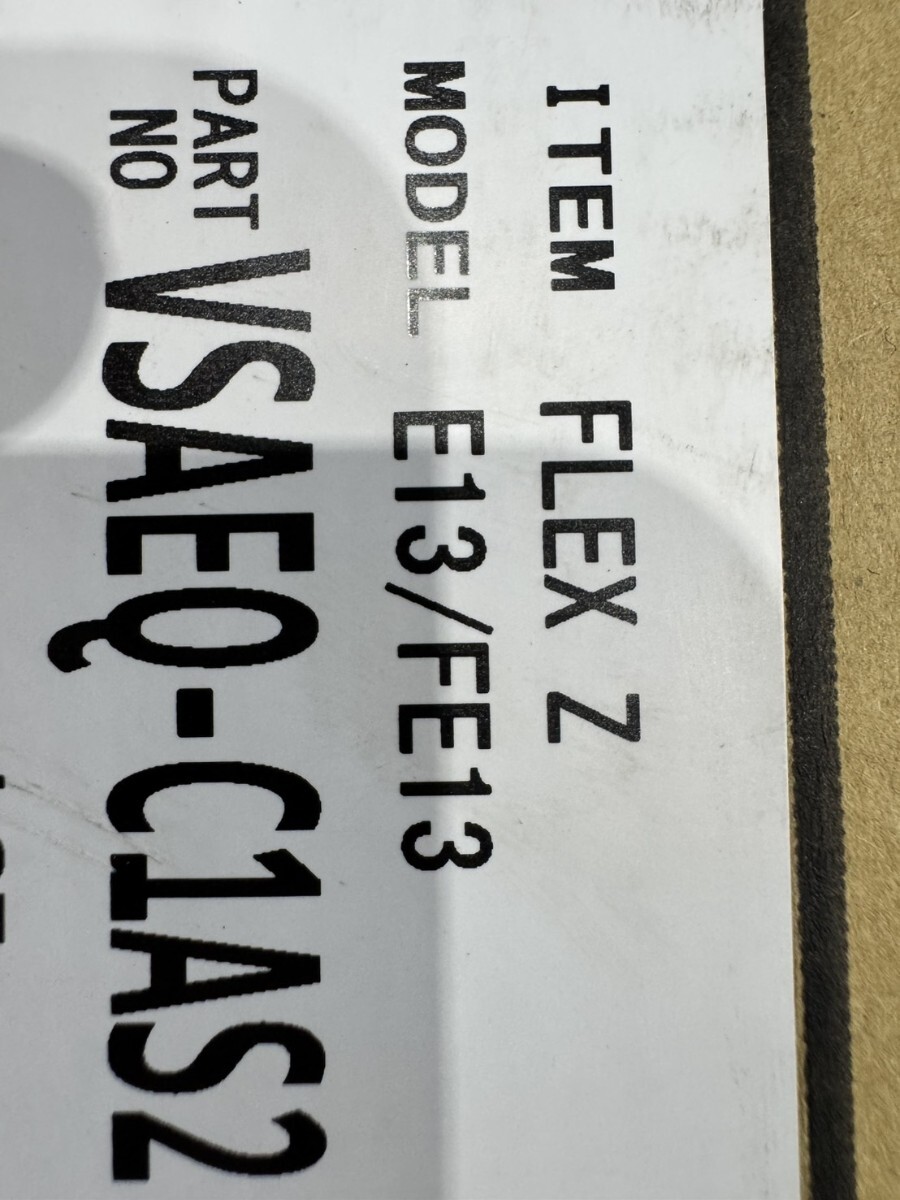 ITEM FLEX Z
MODEL E13/FE13
PART NO VSAEQ-C1AS2